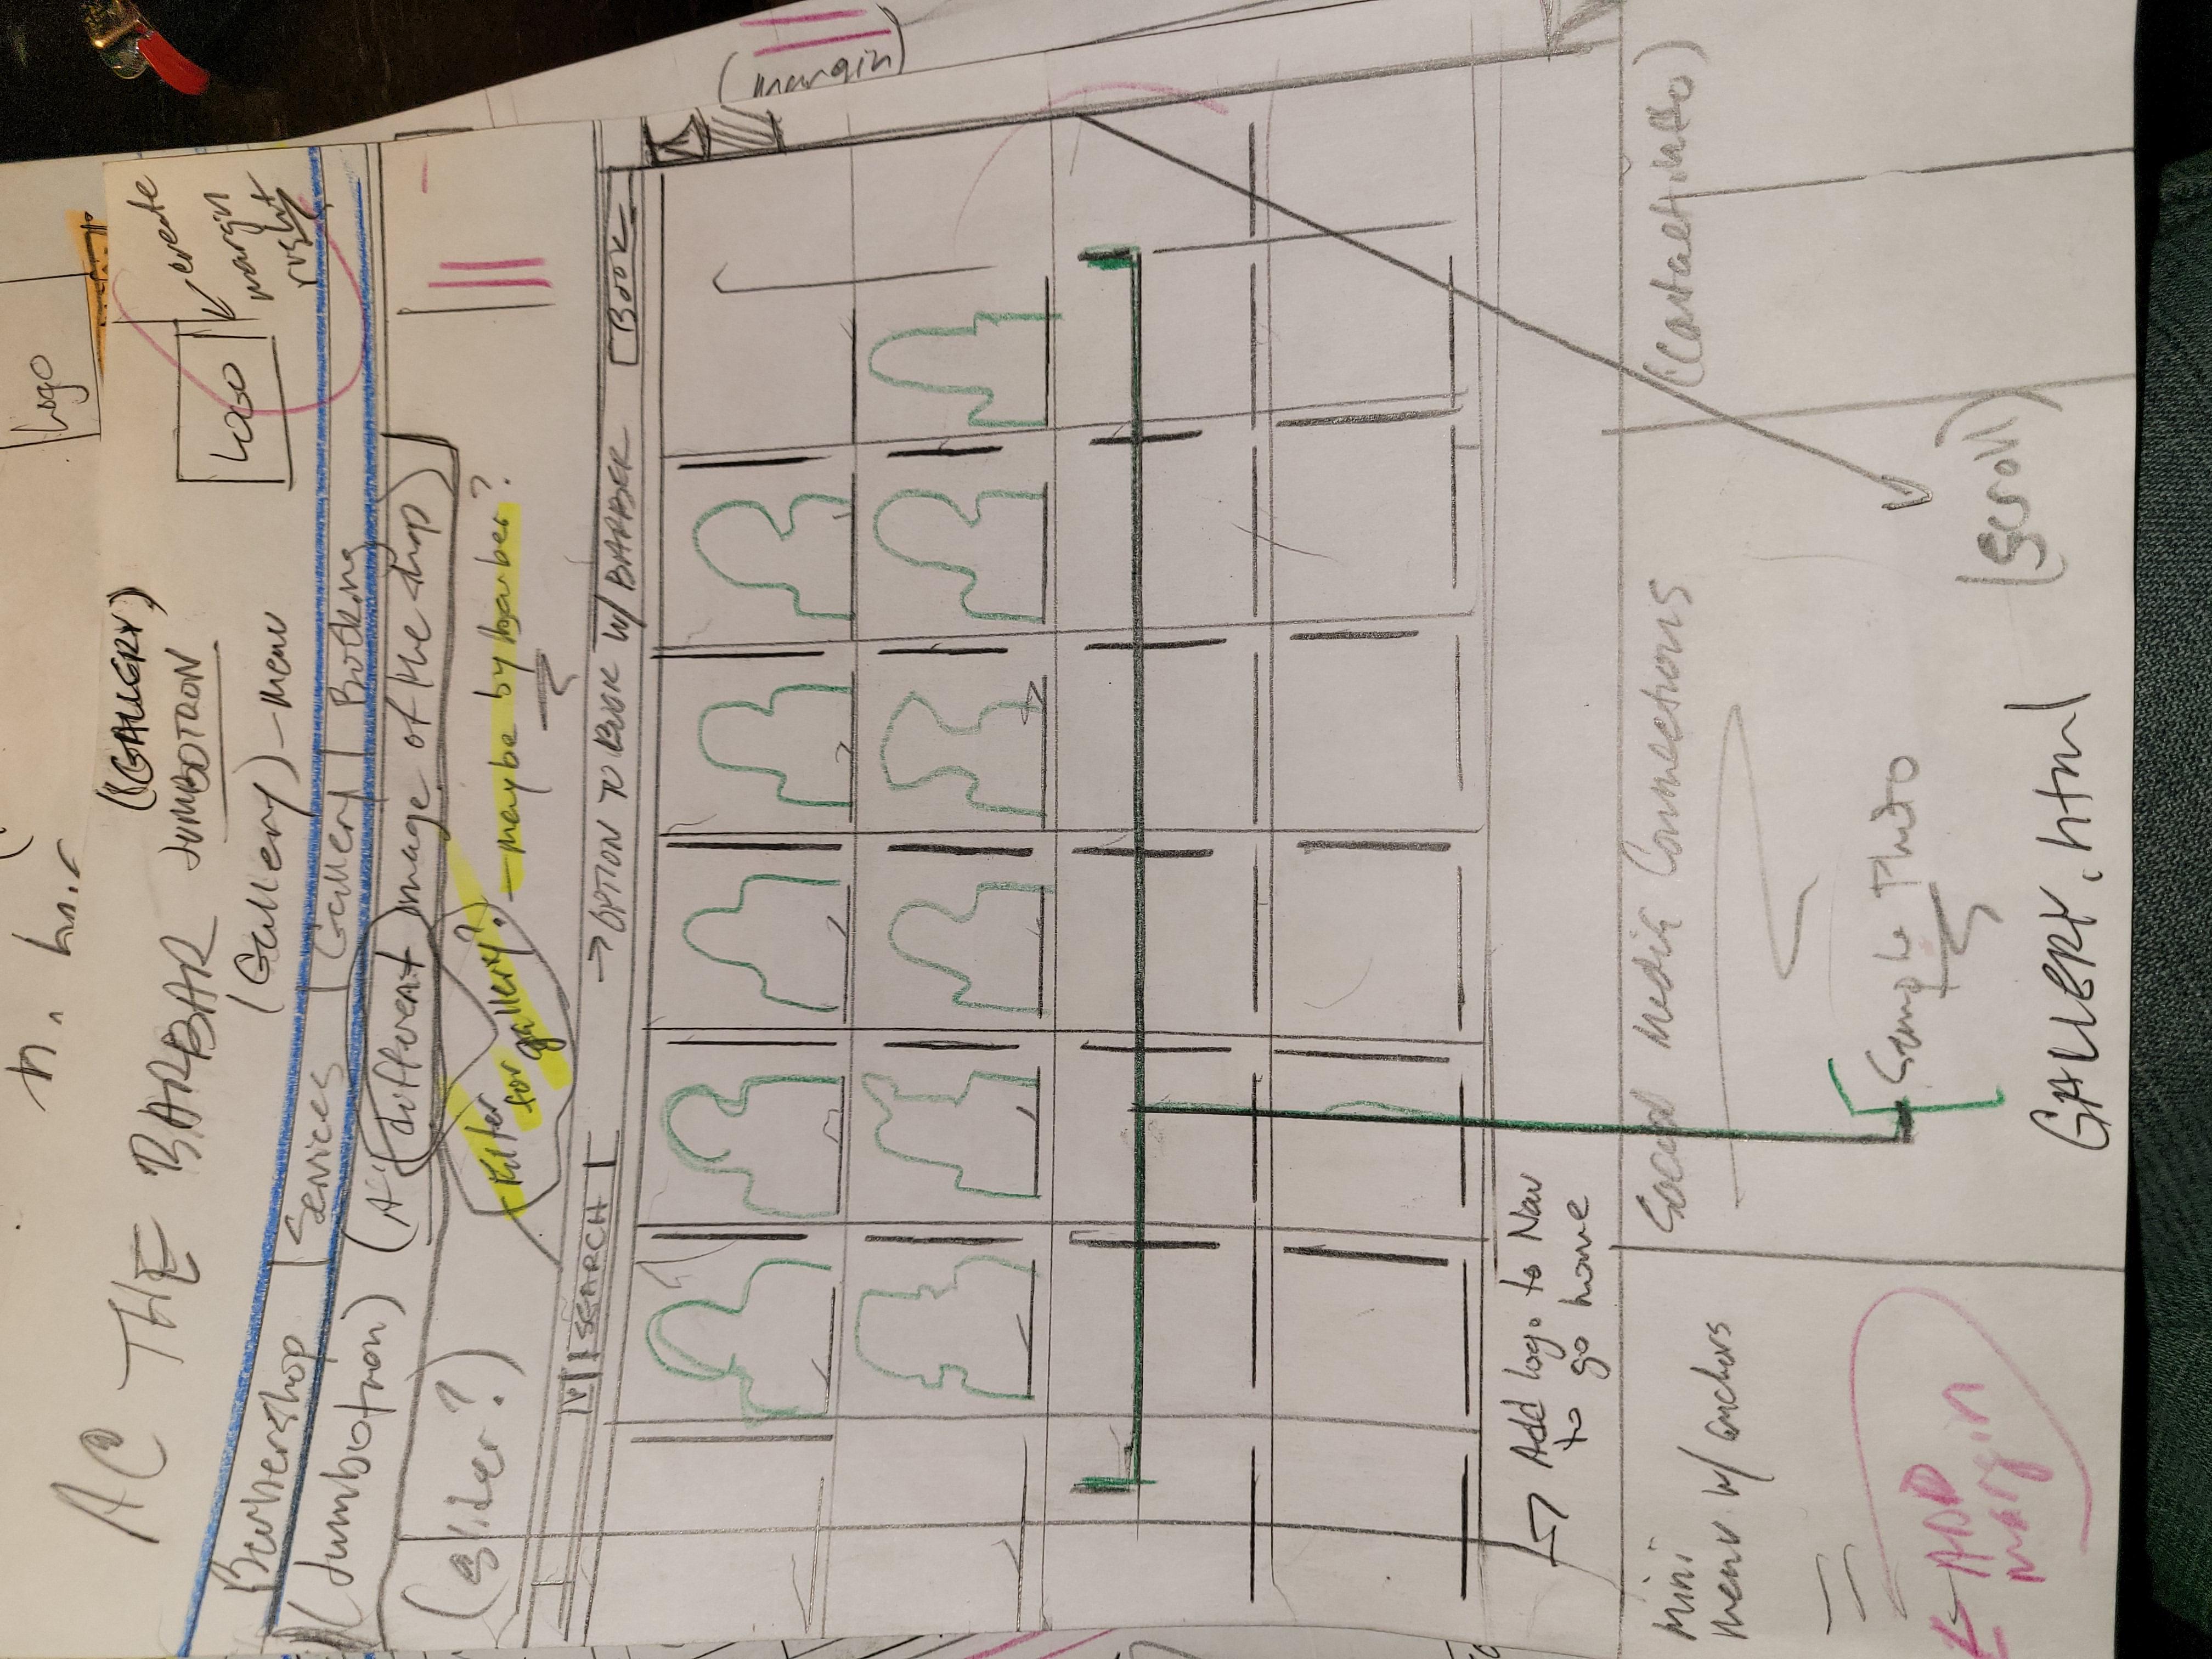 Logo
AC THE BARBAR
(GALLERY)
JUMBOTRON
(Gallery) - menu
Logo
create
margin
right
Barbershop | Services | Gallery | Booking
(Jumbotron) (A different image of the shop)
(Slider?)
Filter
for
gallery? - maybe by barber?
SEARCH
→ OPTION TO BOOK W/ BARBER
BOOK
(margin)
Add logo to Nav
to go home
Mini
menu w/ anchors
Social Media Connections
(contact info)
Sample Photo
← ADD
margin
(scroll)
GALLERY.html